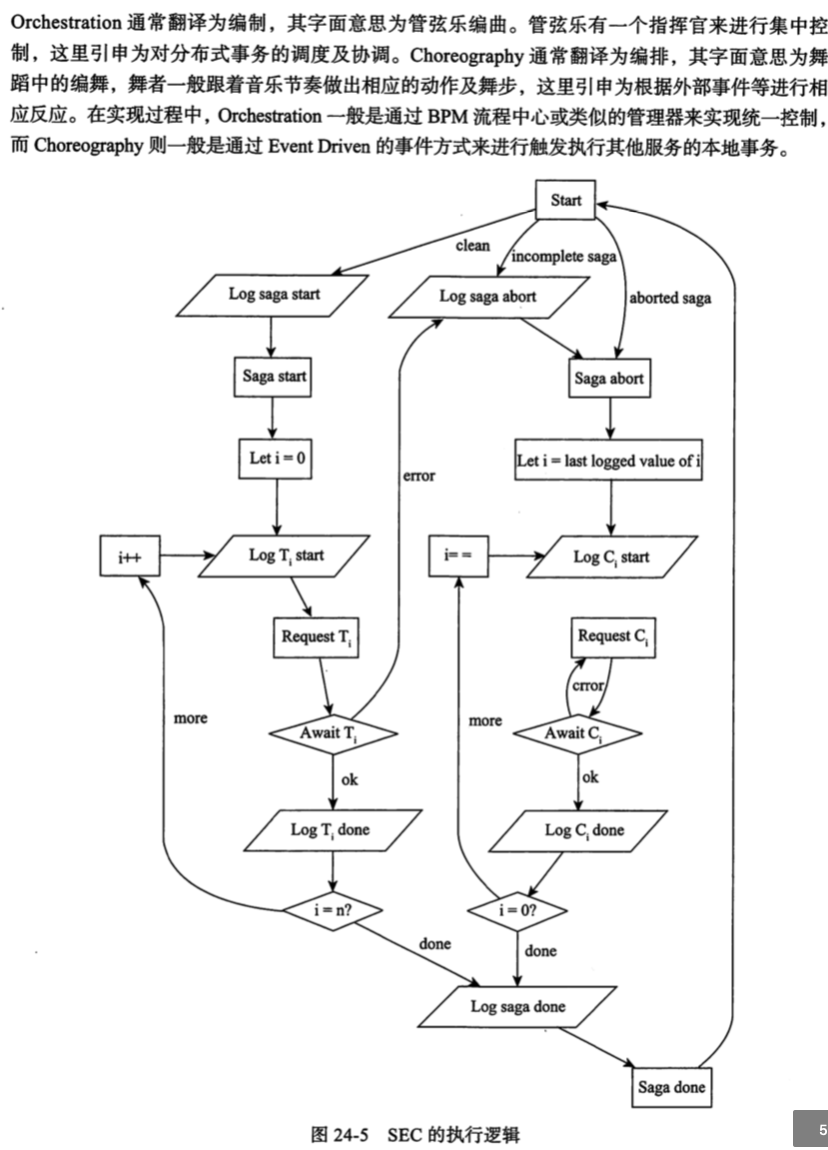 Orchestration 通常翻译为编制，其字面意思为管弦乐编曲。管弦乐有一个指挥官来进行集中控
制，这里引申为对分布式事务的调度及协调。Choreography 通常翻译为编排，其字面意思为舞
蹈中的编舞，舞者一般跟着音乐节奏做出相应的动作及舞步，这里引申为根据外部事件等进行相
应反应。在实现过程中，Orchestration 一般是通过 BPM 流程中心或类似的管理器来实现统一控制，
而 Choreography 则一般是通过 Event Driven 的事件方式来进行触发执行其他服务的本地事务。
Start
clean
incomplete saga
aborted saga
Log saga start
Log saga abort
Saga start
Saga abort
Let i = 0
Let i = last logged value of i
error
i++
Log Ti start
i= =
Log Ci start
Request Ti
Request Ci
crror
more
Await Ti
more
Await Ci
ok
ok
Log Ti done
Log Ci done
i = n?
i = 0?
done
done
Log saga done
Saga done
图 24-5 SEC 的执行逻辑
5